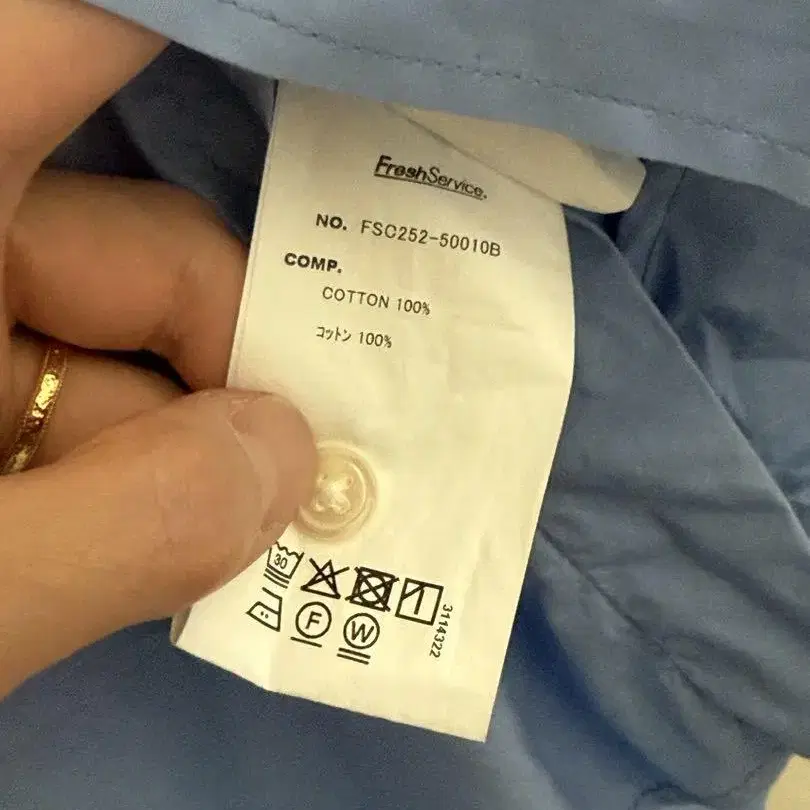 FreshService.
NO. FSC252-50010B
COMP.
COTTON 100%
コットン 100%
30
F W
3114322